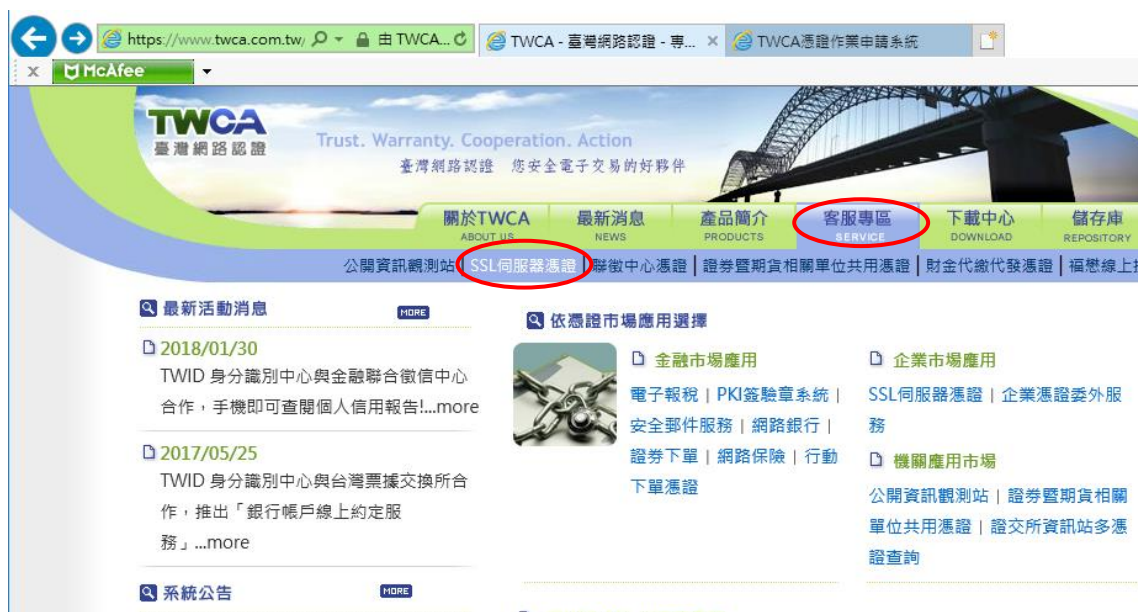 https://www.twca.com.tw/
由 TWCA...
TWCA - 臺灣網路認證 - 專...
TWCA憑證作業申請系統
x McAfee
TWCA
臺灣網路認證
Trust. Warranty. Cooperation. Action
臺灣網路認證 您安全電子交易的好夥伴
關於TWCA 最新消息 產品簡介 客服專區 下載中心 儲存庫
ABOUT US NEWS PRODUCTS SERVICE DOWNLOAD REPOSITORY
公開資訊觀測站 | SSL伺服器憑證 | 聯徵中心憑證 | 證券暨期貨相關單位共用憑證 | 財金代繳代發憑證 | 福懋線上
最新活動消息 MORE
2018/01/30
TWID 身分識別中心與金融聯合徵信中心
合作，手機即可查閱個人信用報告!...more
2017/05/25
TWID 身分識別中心與台灣票據交換所合
作，推出「銀行帳戶線上約定服
務」...more
系統公告 MORE
依憑證市場應用選擇
金融市場應用
電子報稅 | PKI簽驗章系統 |
安全郵件服務 | 網路銀行 |
證券下單 | 網路保險 | 行動
下單憑證
企業市場應用
SSL伺服器憑證 | 企業憑證委外服
務
機關應用市場
公開資訊觀測站 | 證券暨期貨相關
單位共用憑證 | 證交所資訊站多憑
證查詢